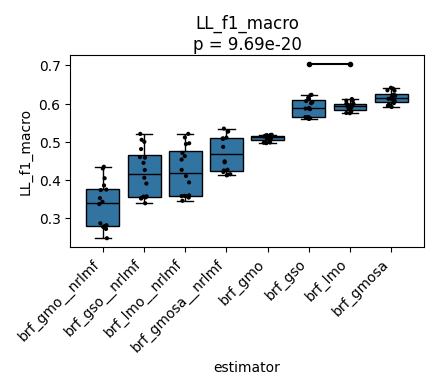 LL_f1_macro
p = 9.69e-20
LL_f1_macro
0.7
0.6
0.5
0.4
0.3
brf_gmo__nrlmf
brf_gso__nrlmf
brf_lmo__nrlmf
brf_gmosa__nrlmf
brf_gmo
brf_gso
brf_lmo
brf_gmosa
estimator